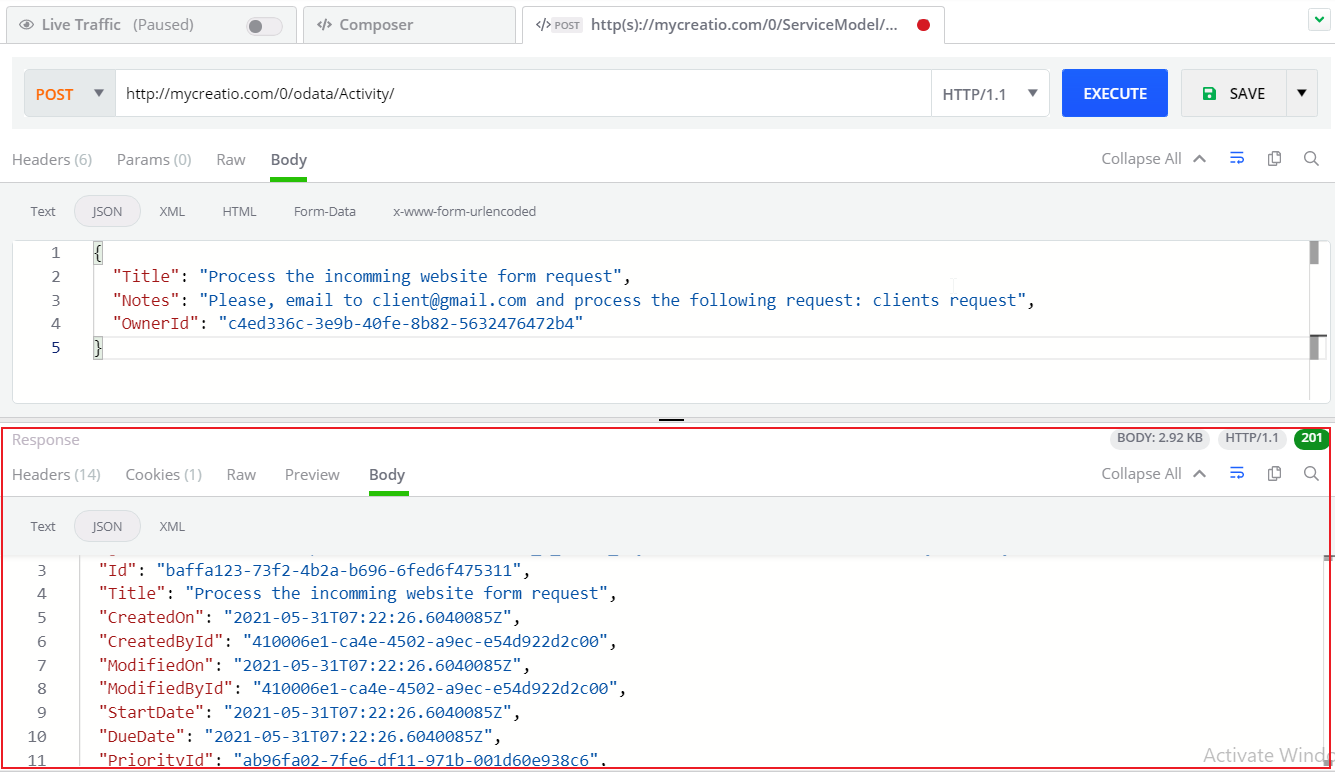 Live Traffic (Paused) </> Composer </> POST http(s)://mycreatio.com/0/ServiceModel/...
POST http://mycreatio.com/0/odata/Activity/ HTTP/1.1 EXECUTE SAVE
Headers (6) Params (0) Raw Body Collapse All
Text JSON XML HTML Form-Data x-www-form-urlencoded
1 {
2 "Title": "Process the incomming website form request",
3 "Notes": "Please, email to client@gmail.com and process the following request: clients request",
4 "OwnerId": "c4ed336c-3e9b-40fe-8b82-5632476472b4"
5 }
Response BODY: 2.92 KB HTTP/1.1 201
Headers (14) Cookies (1) Raw Preview Body Collapse All
Text JSON XML
3 "Id": "baffa123-73f2-4b2a-b696-6fed6f475311",
4 "Title": "Process the incomming website form request",
5 "CreatedOn": "2021-05-31T07:22:26.6040085Z",
6 "CreatedById": "410006e1-ca4e-4502-a9ec-e54d922d2c00",
7 "ModifiedOn": "2021-05-31T07:22:26.6040085Z",
8 "ModifiedById": "410006e1-ca4e-4502-a9ec-e54d922d2c00",
9 "StartDate": "2021-05-31T07:22:26.6040085Z",
10 "DueDate": "2021-05-31T07:22:26.6040085Z",
11 "PriorityId": "ab96fa02-7fe6-df11-971b-001d60e938c6",
Activate Windo